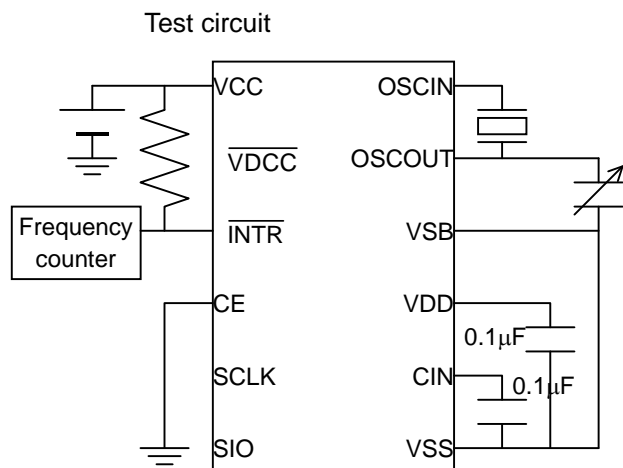 Test circuit
VCC
OSCIN
VDCC
OSCOUT
Frequency
counter
INTR
VSB
CE
VDD
0.1μF
SCLK
CIN
0.1μF
SIO
VSS